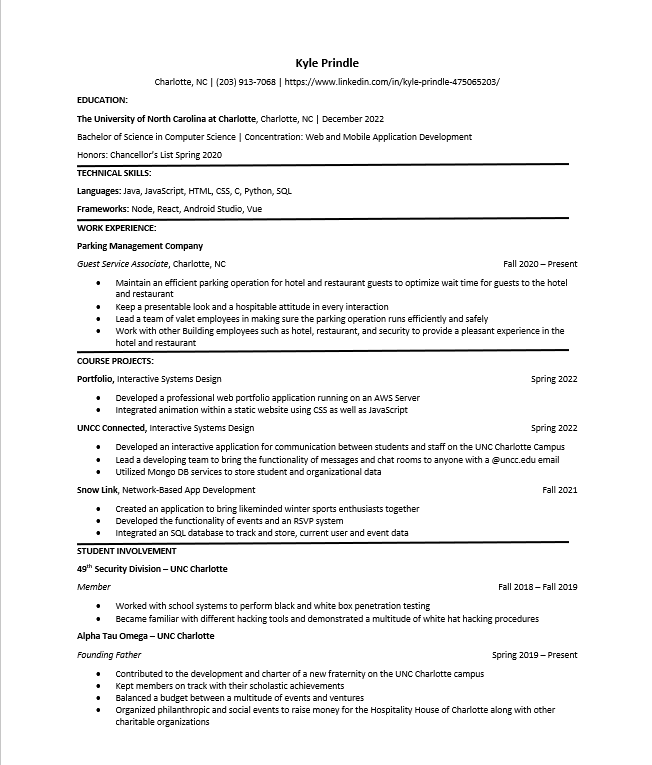 Kyle Prindle
Charlotte, NC | (203) 913-7068 | https://www.linkedin.com/in/kyle-prindle-475065203/
EDUCATION:
The University of North Carolina at Charlotte, Charlotte, NC | December 2022
Bachelor of Science in Computer Science | Concentration: Web and Mobile Application Development
Honors: Chancellor's List Spring 2020
TECHNICAL SKILLS:
Languages: Java, JavaScript, HTML, CSS, C, Python, SQL
Frameworks: Node, React, Android Studio, Vue
WORK EXPERIENCE:
Parking Management Company
Guest Service Associate, Charlotte, NC Fall 2020 – Present
• Maintain an efficient parking operation for hotel and restaurant guests to optimize wait time for guests to the hotel
and restaurant
• Keep a presentable look and a hospitable attitude in every interaction
• Lead a team of valet employees in making sure the parking operation runs efficiently and safely
• Work with other Building employees such as hotel, restaurant, and security to provide a pleasant experience in the
hotel and restaurant
COURSE PROJECTS:
Portfolio, Interactive Systems Design Spring 2022
• Developed a professional web portfolio application running on an AWS Server
• Integrated animation within a static website using CSS as well as JavaScript
UNCC Connected, Interactive Systems Design Spring 2022
• Developed an interactive application for communication between students and staff on the UNC Charlotte Campus
• Lead a developing team to bring the functionality of messages and chat rooms to anyone with a @uncc.edu email
• Utilized Mongo DB services to store student and organizational data
Snow Link, Network-Based App Development Fall 2021
• Created an application to bring likeminded winter sports enthusiasts together
• Developed the functionality of events and an RSVP system
• Integrated an SQL database to track and store, current user and event data
STUDENT INVOLVEMENT
49th Security Division – UNC Charlotte
Member Fall 2018 – Fall 2019
• Worked with school systems to perform black and white box penetration testing
• Became familiar with different hacking tools and demonstrated a multitude of white hat hacking procedures
Alpha Tau Omega – UNC Charlotte
Founding Father Spring 2019 – Present
• Contributed to the development and charter of a new fraternity on the UNC Charlotte campus
• Kept members on track with their scholastic achievements
• Balanced a budget between a multitude of events and ventures
• Organized philanthropic and social events to raise money for the Hospitality House of Charlotte along with other
charitable organizations